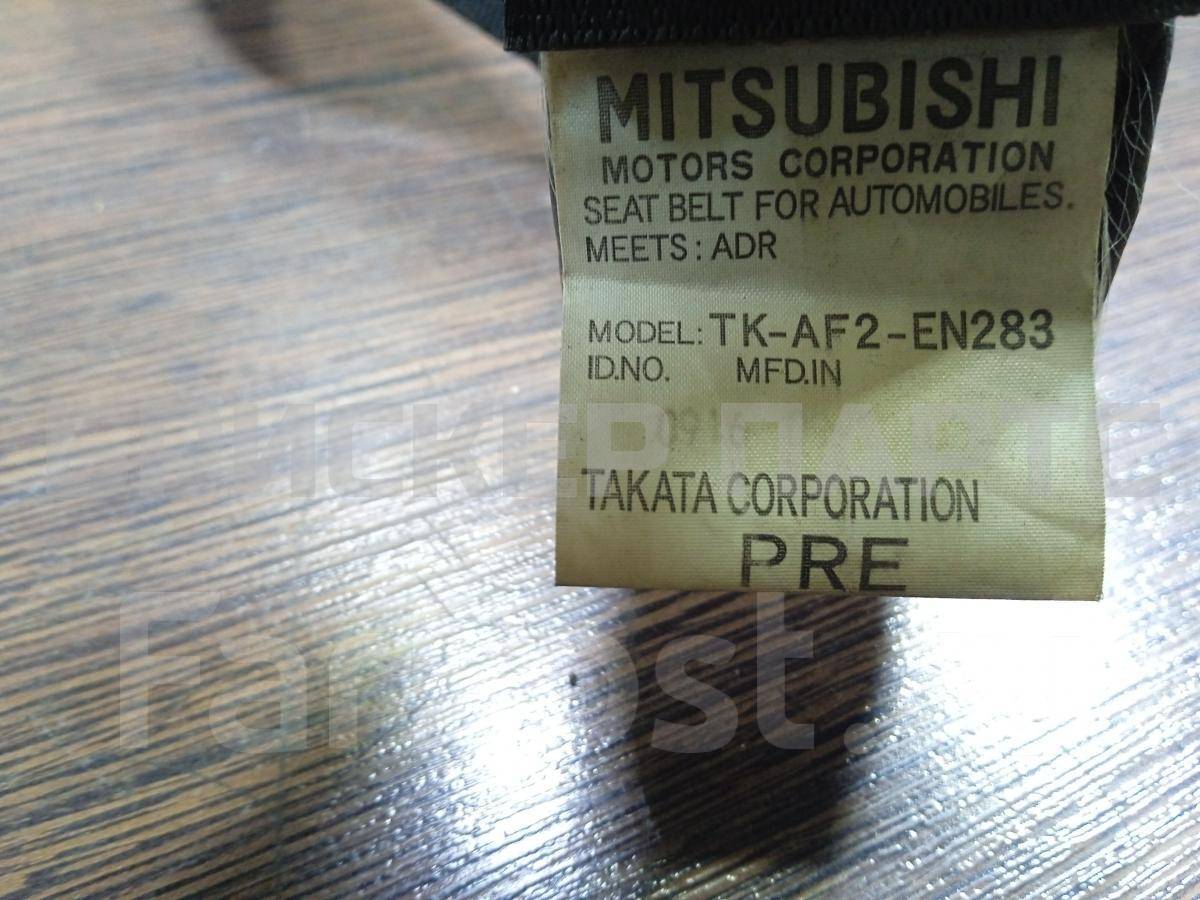 MITSUBISHI
MOTORS CORPORATION
SEAT BELT FOR AUTOMOBILES.
MEETS: ADR
MODEL: TK-AF2-EN283
ID.NO. MFD.IN
TAKATA CORPORATION
PRE